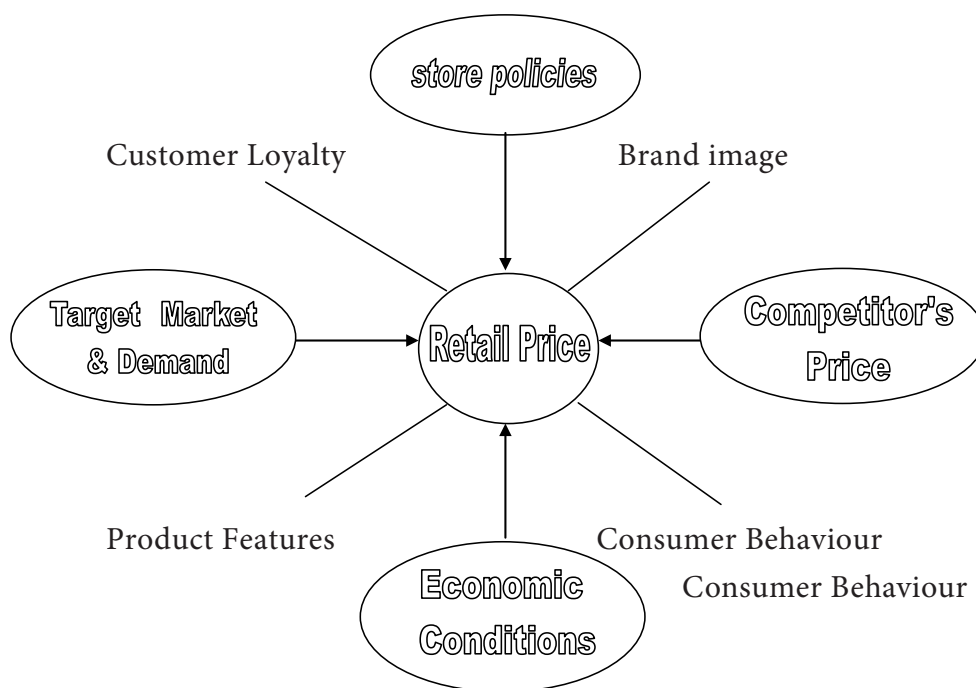 store policies
Customer Loyalty
Brand image
Target Market
& Demand
Retail Price
Competitor's
Price
Product Features
Consumer Behaviour
Consumer Behaviour
Economic
Conditions